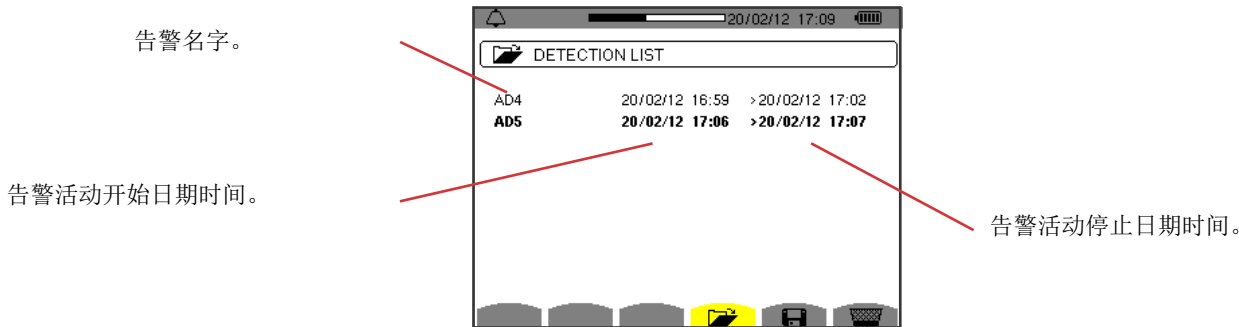 20/02/12 17:09
告警名字。
DETECTION LIST
AD4 20/02/12 16:59 >20/02/12 17:02
AD5 20/02/12 17:06 >20/02/12 17:07
告警活动开始日期时间。
告警活动停止日期时间。